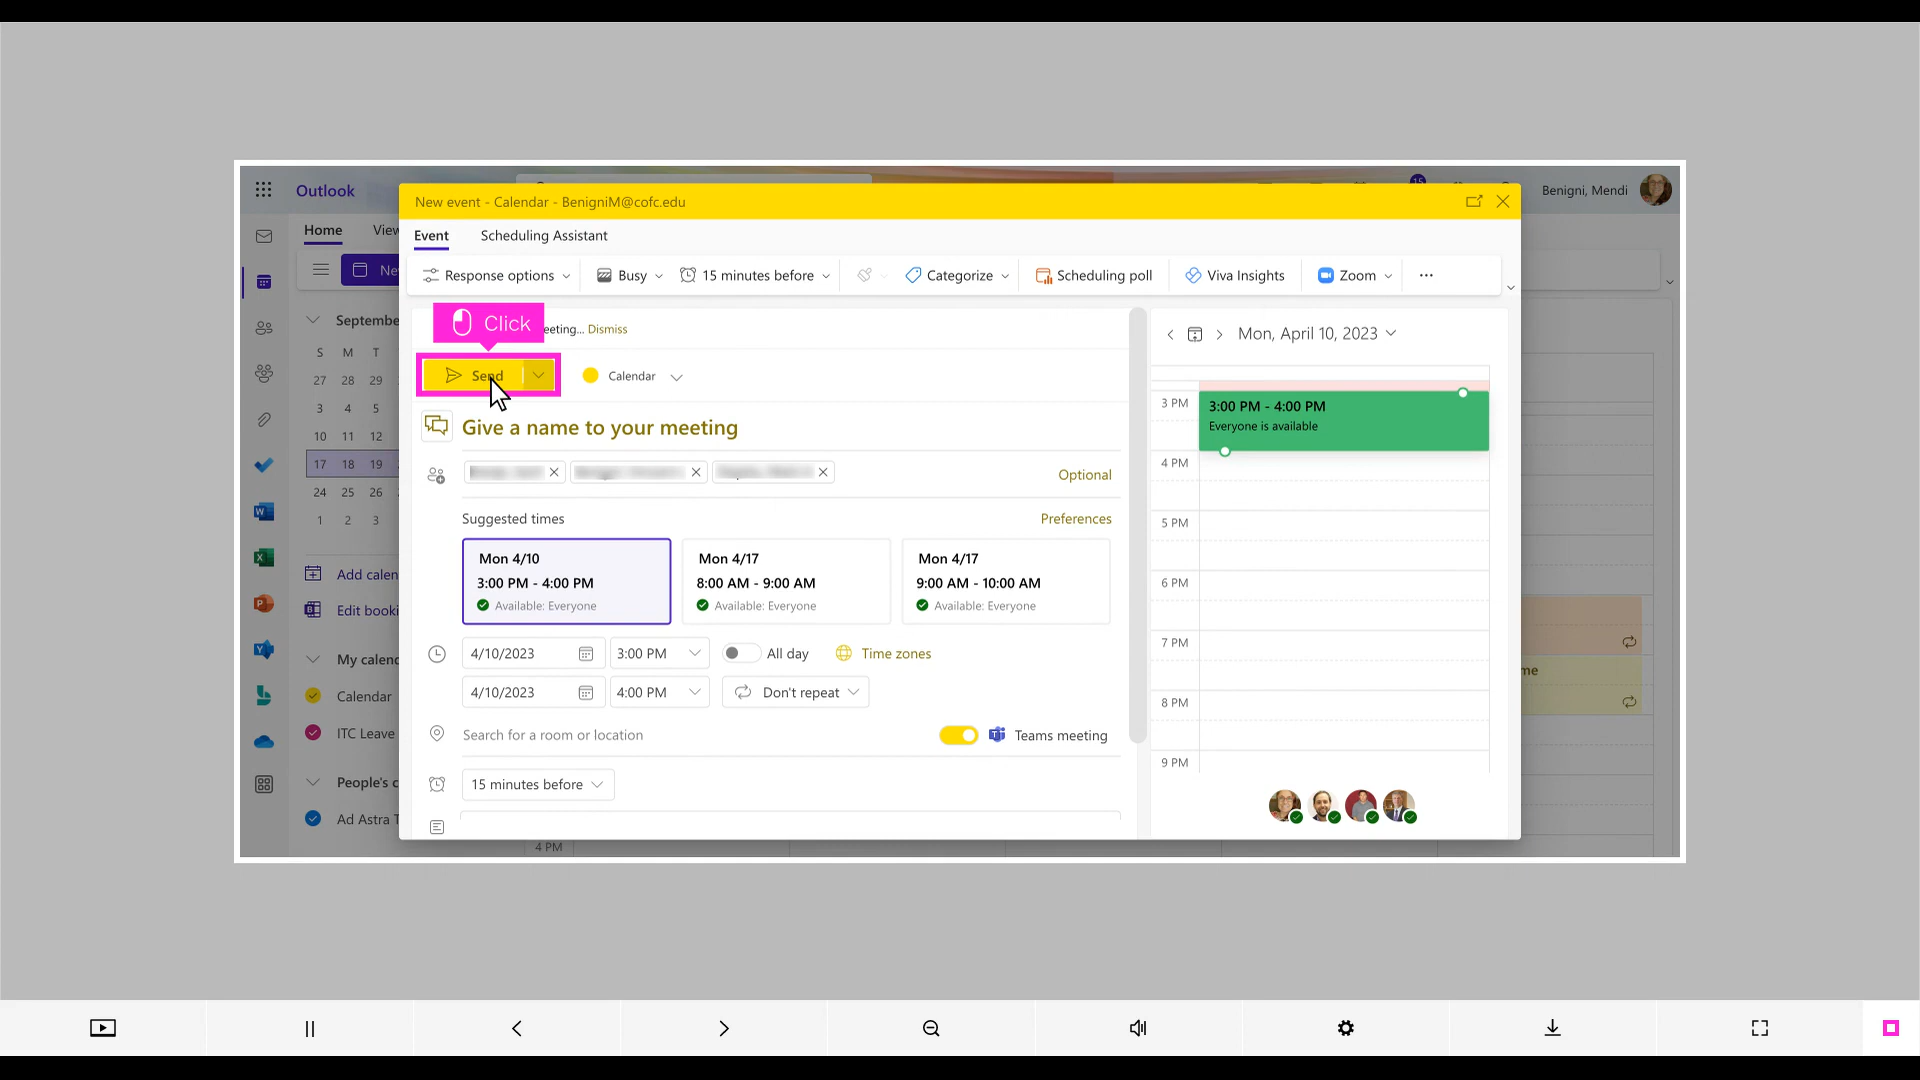 Outlook
Benigni, Mendi
15
New event - Calendar - BenigniM@cofc.edu
Home
View
Event
Scheduling Assistant
Response options
Busy
15 minutes before
Categorize
Scheduling poll
Viva Insights
Zoom
Click
eeting... Dismiss
Send
Calendar
Give a name to your meeting
Optional
Suggested times
Preferences
Mon 4/10
3:00 PM - 4:00 PM
Available: Everyone
Mon 4/17
8:00 AM - 9:00 AM
Available: Everyone
Mon 4/17
9:00 AM - 10:00 AM
Available: Everyone
4/10/2023
3:00 PM
All day
Time zones
4/10/2023
4:00 PM
Don't repeat
Search for a room or location
Teams meeting
15 minutes before
Mon, April 10, 2023
3 PM
3:00 PM - 4:00 PM
Everyone is available
4 PM
5 PM
6 PM
7 PM
8 PM
9 PM
Ne
Septembe
S M T
27 28 29
3 4 5
10 11 12
17 18 19
24 25 26
1 2 3
Add calen
Edit booki
My calend
Calendar
ITC Leave
People's c
Ad Astra T
4 PM
me